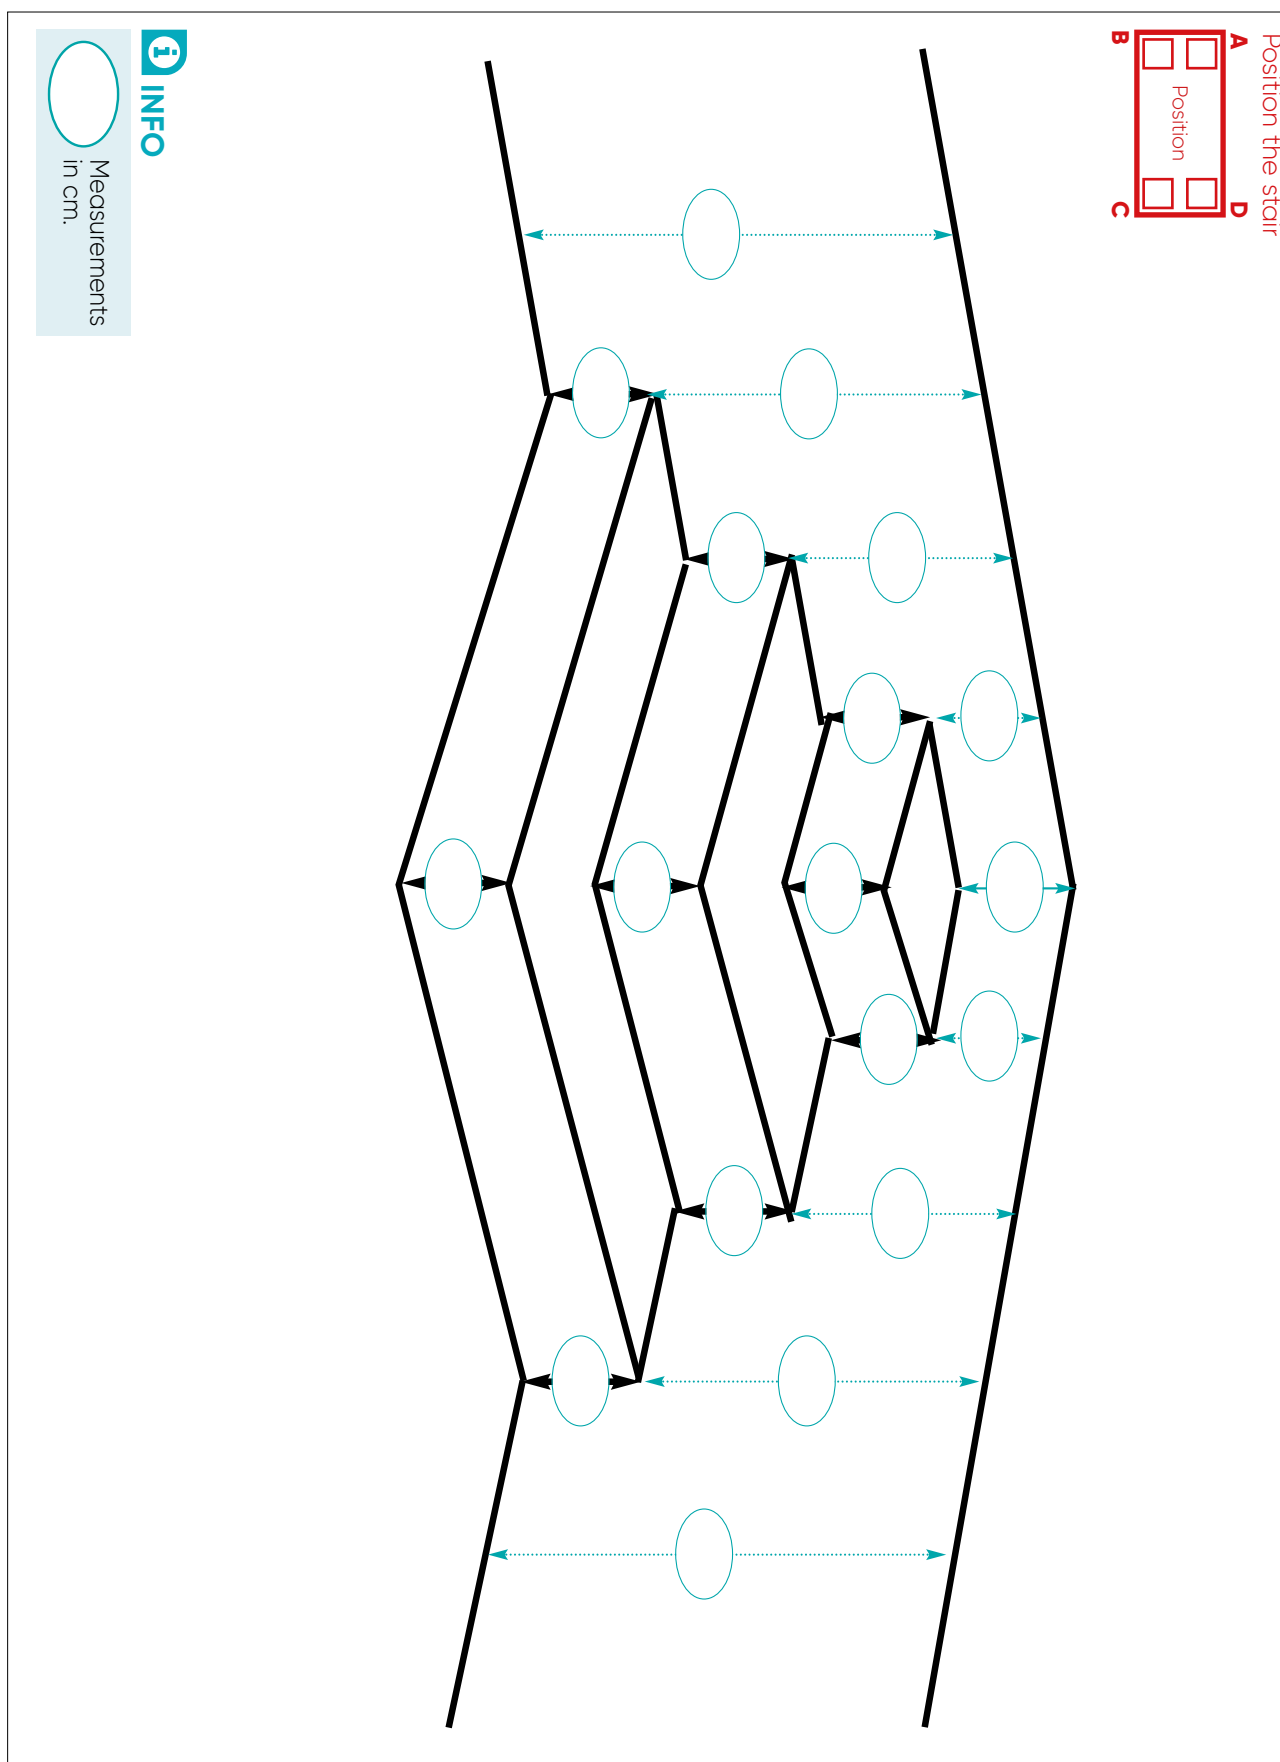 Position the stair
A
D
Position
B
C
i INFO
Measurements
in cm.